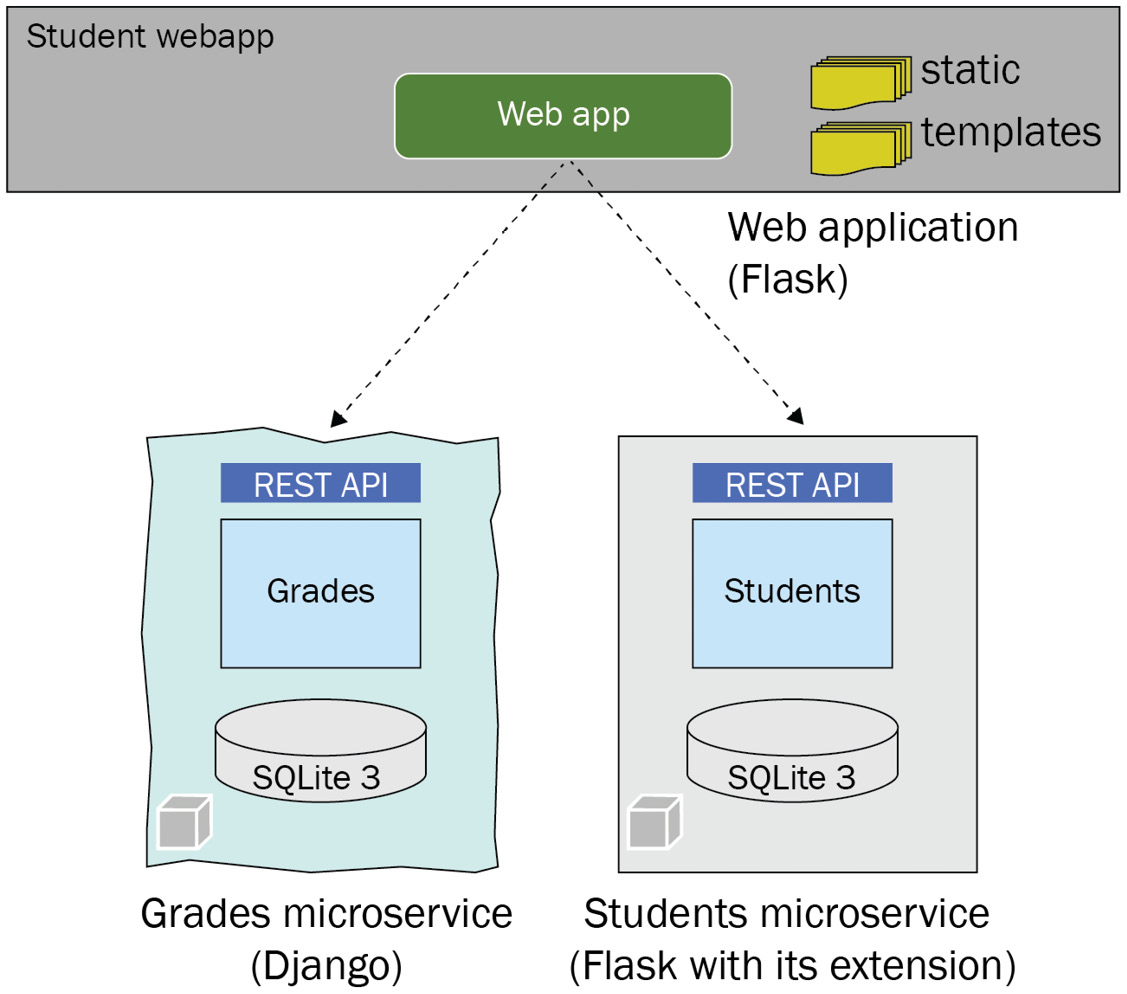 Student webapp
Web app
static
templates
Web application
(Flask)
REST API
Grades
SQLite 3
Grades microservice
(Django)
REST API
Students
SQLite 3
Students microservice
(Flask with its extension)